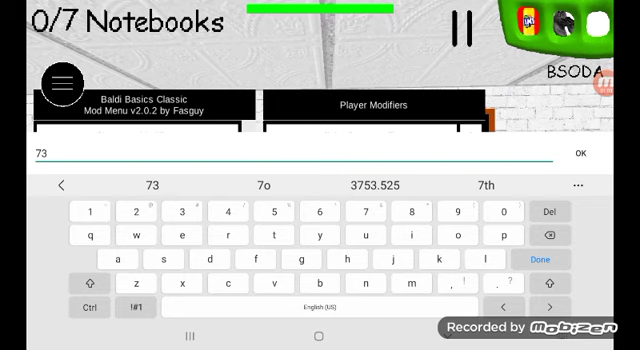 0/7 Notebooks
BSODA
Baldi Basics Classic
Mod Menu v2.0.2 by Fasguy
Player Modifiers
73
OK
73 7o 3753.525 7th
1 2 3 4 5 6 7 8 9 0 Del
q w e r t y u i o p
a s d f g h j k l Done
z x c v b n m , ! . ?
Ctrl !#1 English (US) < >
Recorded by Mobizen